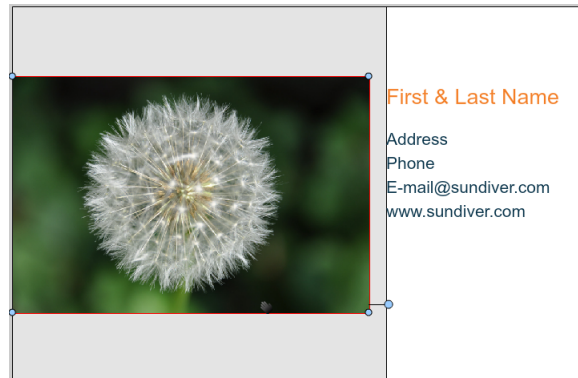 First & Last Name
Address
Phone
E-mail@sundiver.com
www.sundiver.com